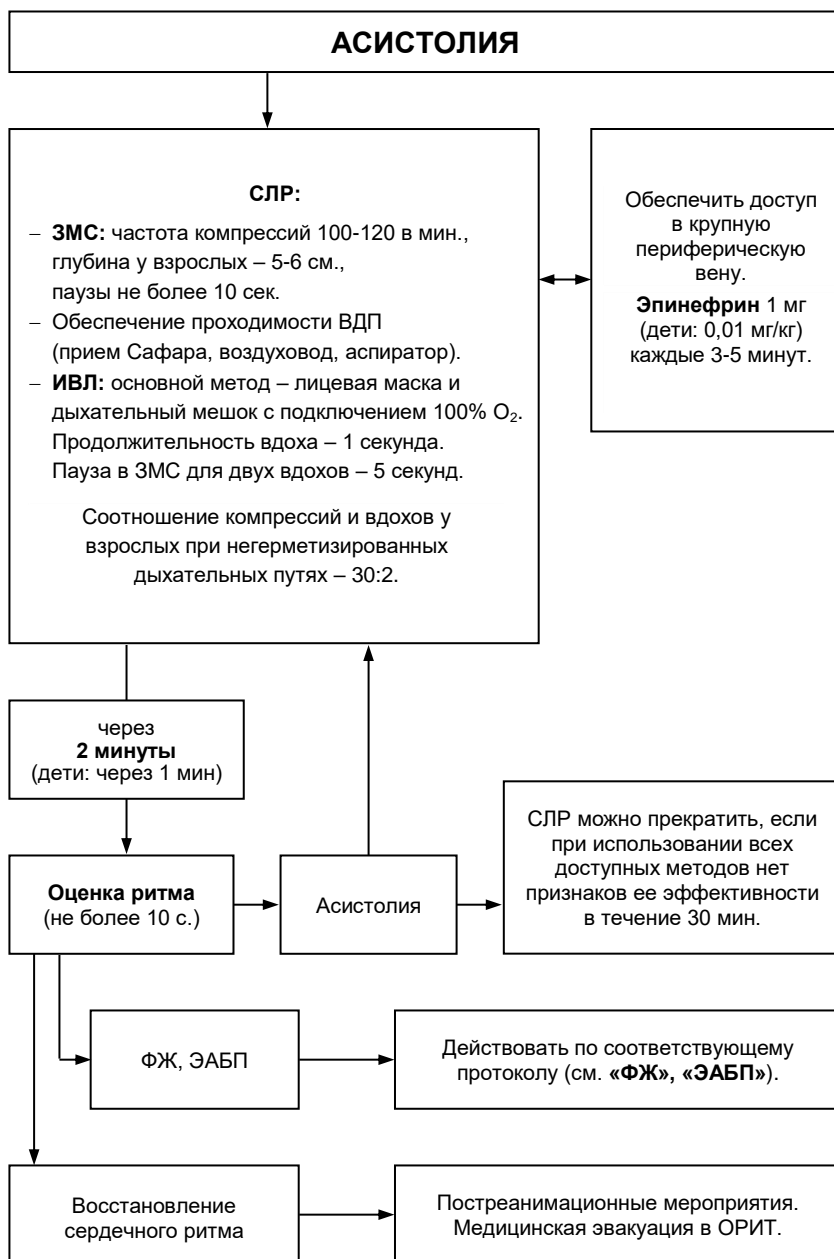 АСИСТОЛИЯ
СЛР:
– ЗМС: частота компрессий 100-120 в мин.,
глубина у взрослых – 5-6 см.,
паузы не более 10 сек.
– Обеспечение проходимости ВДП
(прием Сафара, воздуховод, аспиратор).
– ИВЛ: основной метод – лицевая маска и
дыхательный мешок с подключением 100% O₂.
Продолжительность вдоха – 1 секунда.
Пауза в ЗМС для двух вдохов – 5 секунд.
Соотношение компрессий и вдохов у
взрослых при негерметизированных
дыхательных путях – 30:2.
Обеспечить доступ
в крупную
периферическую
вену.
Эпинефрин 1 мг
(дети: 0,01 мг/кг)
каждые 3-5 минут.
через
2 минуты
(дети: через 1 мин)
Оценка ритма
(не более 10 с.)
Асистолия
СЛР можно прекратить, если
при использовании всех
доступных методов нет
признаков ее эффективности
в течение 30 мин.
ФЖ, ЭАБП
Действовать по соответствующему
протоколу (см. «ФЖ», «ЭАБП»).
Восстановление
сердечного ритма
Постреанимационные мероприятия.
Медицинская эвакуация в ОРИТ.